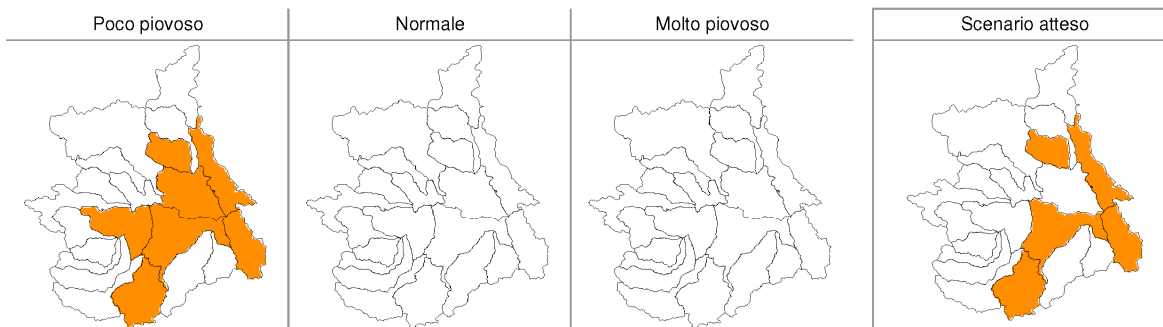 Poco piovoso
Normale
Molto piovoso
Scenario atteso